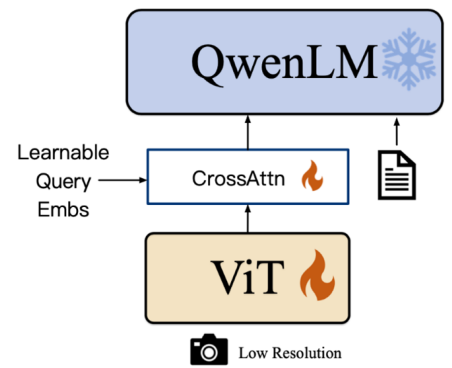 QwenLM
Learnable
Query
Embs
CrossAttn
ViT
Low Resolution